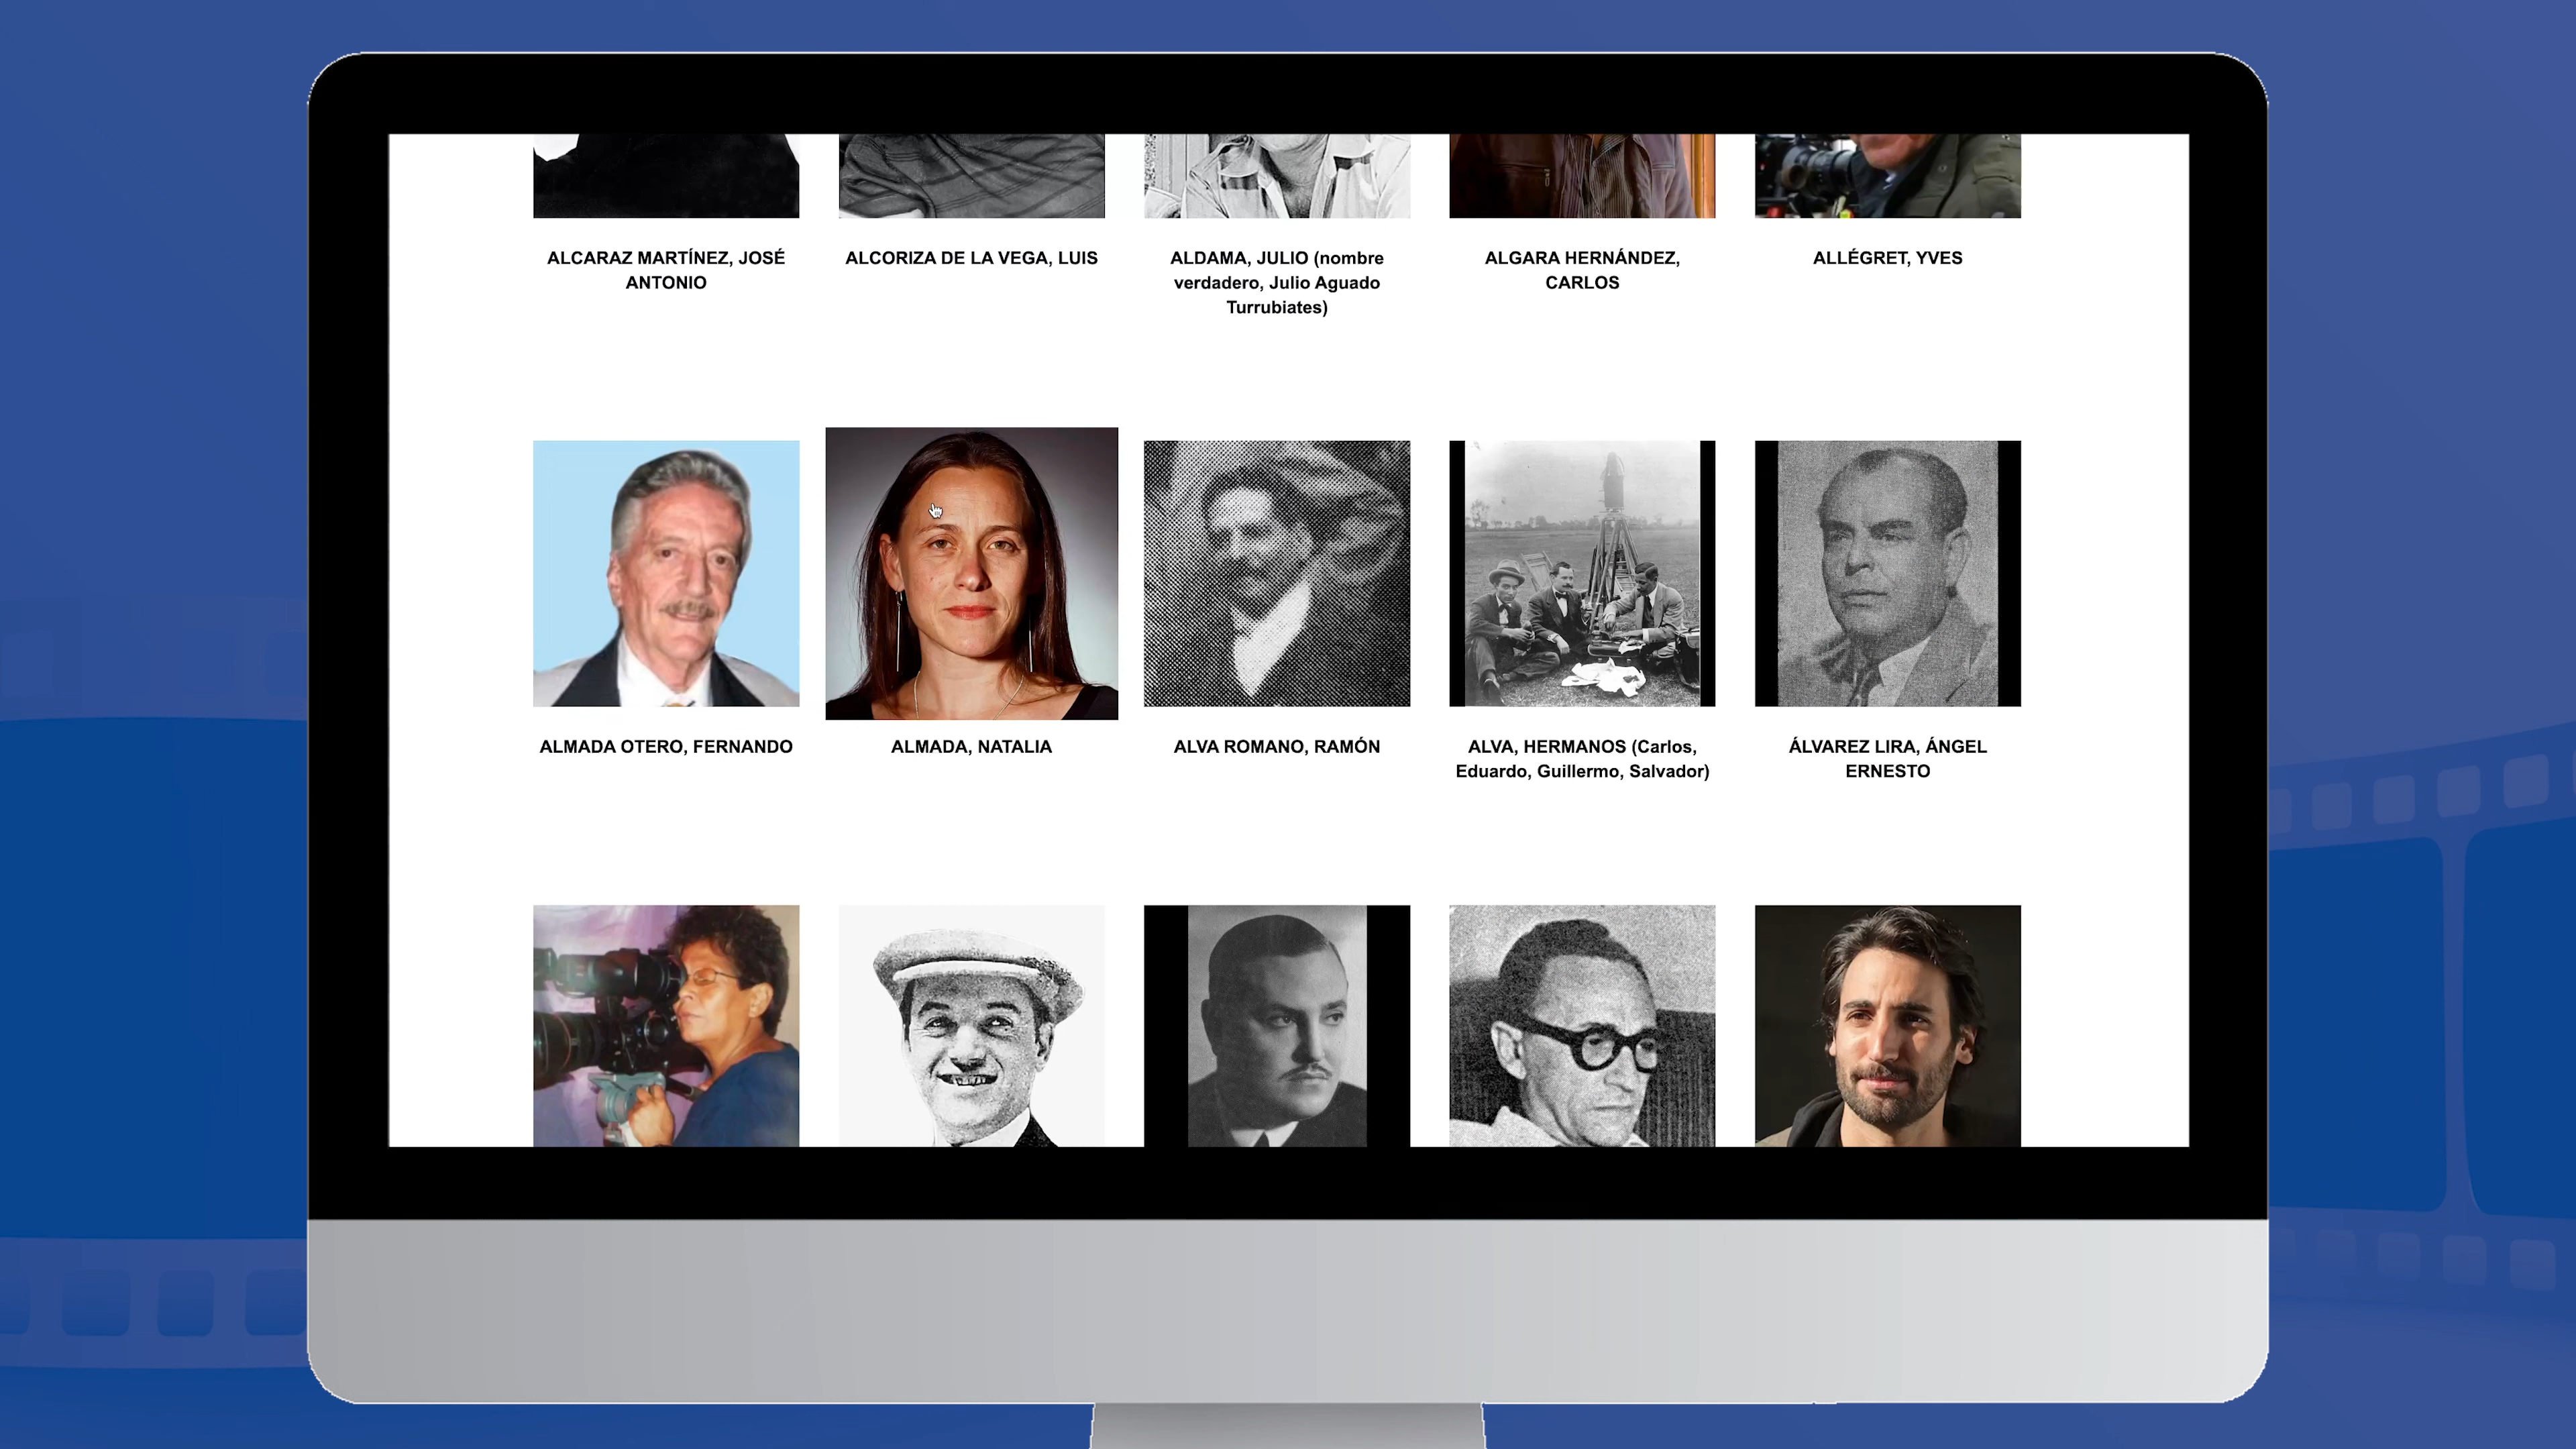 ALCARAZ MARTÍNEZ, JOSÉ
ANTONIO
ALCORIZA DE LA VEGA, LUIS
ALDAMA, JULIO (nombre
verdadero, Julio Aguado
Turrubiates)
ALGARA HERNÁNDEZ,
CARLOS
ALLÉGRET, YVES
ALMADA OTERO, FERNANDO
ALMADA, NATALIA
ALVA ROMANO, RAMÓN
ALVA, HERMANOS (Carlos,
Eduardo, Guillermo, Salvador)
ÁLVAREZ LIRA, ÁNGEL
ERNESTO